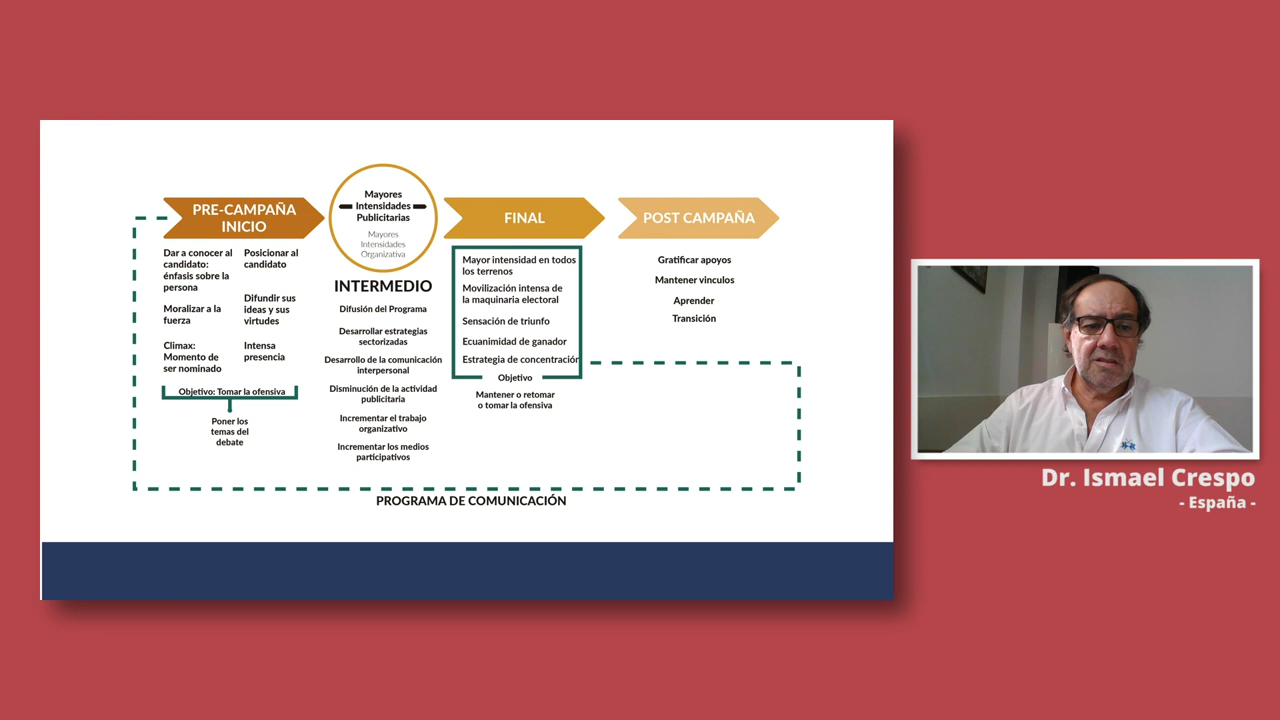 PRE-CAMPAÑA
INICIO
Dar a conocer al
candidato:
énfasis sobre la
persona
Moralizar a la
fuerza
Climax:
Momento de
ser nominado
Posicionar al
candidato
Difundir sus
ideas y sus
virtudes
Intensa
presencia
Objetivo: Tomar la ofensiva
Poner los
temas del
debate
Mayores
Intensidades
Publicitarias
Mayores
Intensidades
Organizativa
INTERMEDIO
Difusión del Programa
Desarrollar estrategias
sectorizadas
Desarrollo de la comunicación
interpersonal
Disminución de la actividad
publicitaria
Incrementar el trabajo
organizativo
Incrementar los medios
participativos
FINAL
Mayor intensidad en todos
los terrenos
Movilización intensa de
la maquinaria electoral
Sensación de triunfo
Ecuanimidad de ganador
Estrategia de concentración
Objetivo
Mantener o retomar
o tomar la ofensiva
POST CAMPAÑA
Gratificar apoyos
Mantener vinculos
Aprender
Transición
PROGRAMA DE COMUNICACIÓN
Dr. Ismael Crespo
- España -